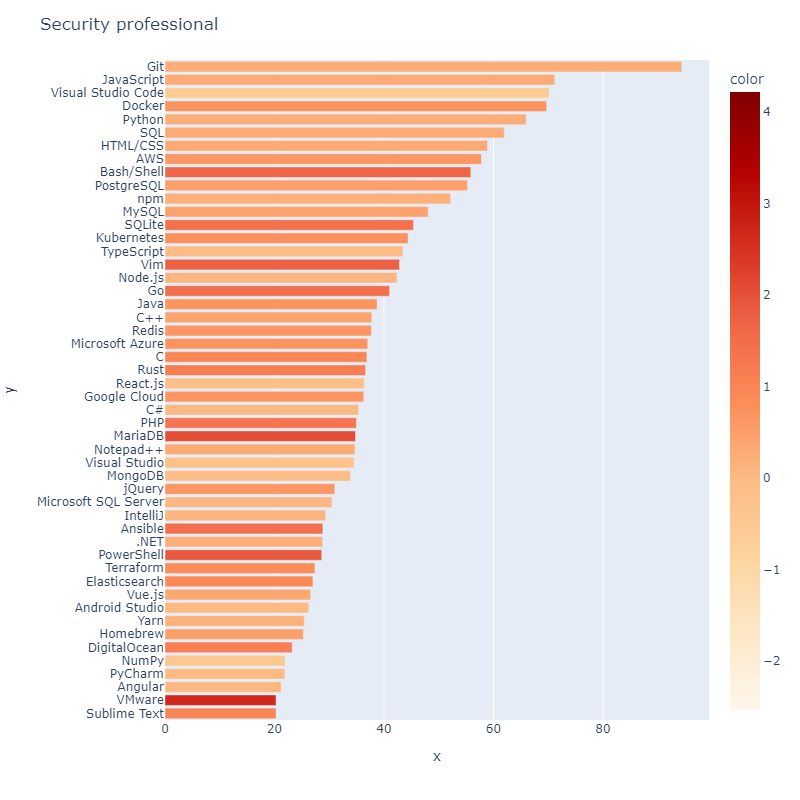 Security professional
Git
JavaScript
Visual Studio Code
Docker
Python
SQL
HTML/CSS
AWS
Bash/Shell
PostgreSQL
npm
MySQL
SQLite
Kubernetes
TypeScript
Vim
Node.js
Go
Java
C++
Redis
Microsoft Azure
C
Rust
React.js
Google Cloud
C#
PHP
MariaDB
Notepad++
Visual Studio
MongoDB
jQuery
Microsoft SQL Server
IntelliJ
Ansible
.NET
PowerShell
Terraform
Elasticsearch
Vue.js
Android Studio
Yarn
Homebrew
DigitalOcean
NumPy
PyCharm
Angular
VMware
Sublime Text
y
0 20 40 60 80
x
color
4
3
2
1
0
−1
−2